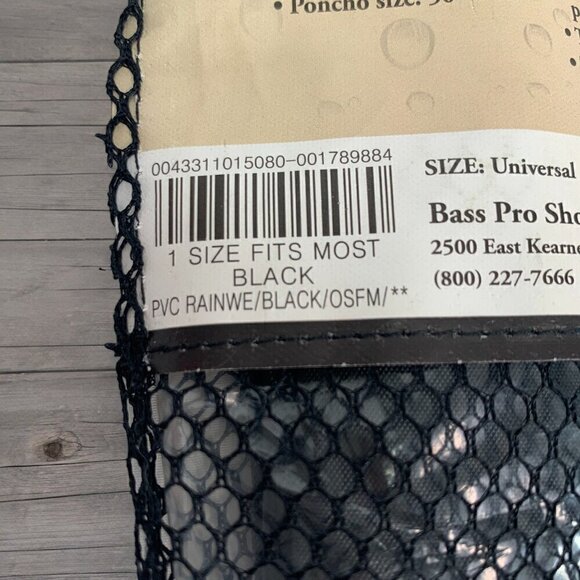 • Poncho size:
0043311015080-001789884
1 SIZE FITS MOST
BLACK
PVC RAINWE/BLACK/OSFM/**
SIZE: Universal
Bass Pro Sho
2500 East Kearne
(800) 227-7666